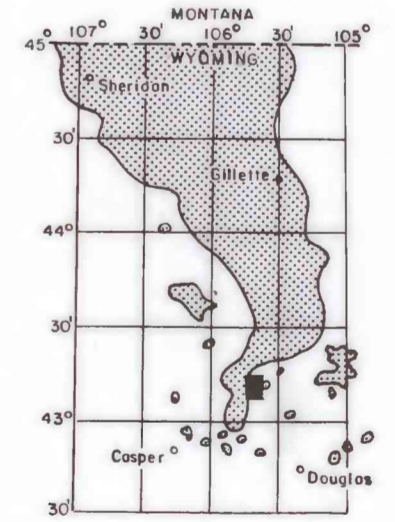 MONTANA
107° 30' 106° 30' 105°
45°
WYOMING
Sheridan
30'
Gillette
44°
30'
43°
Casper
Douglas
30'